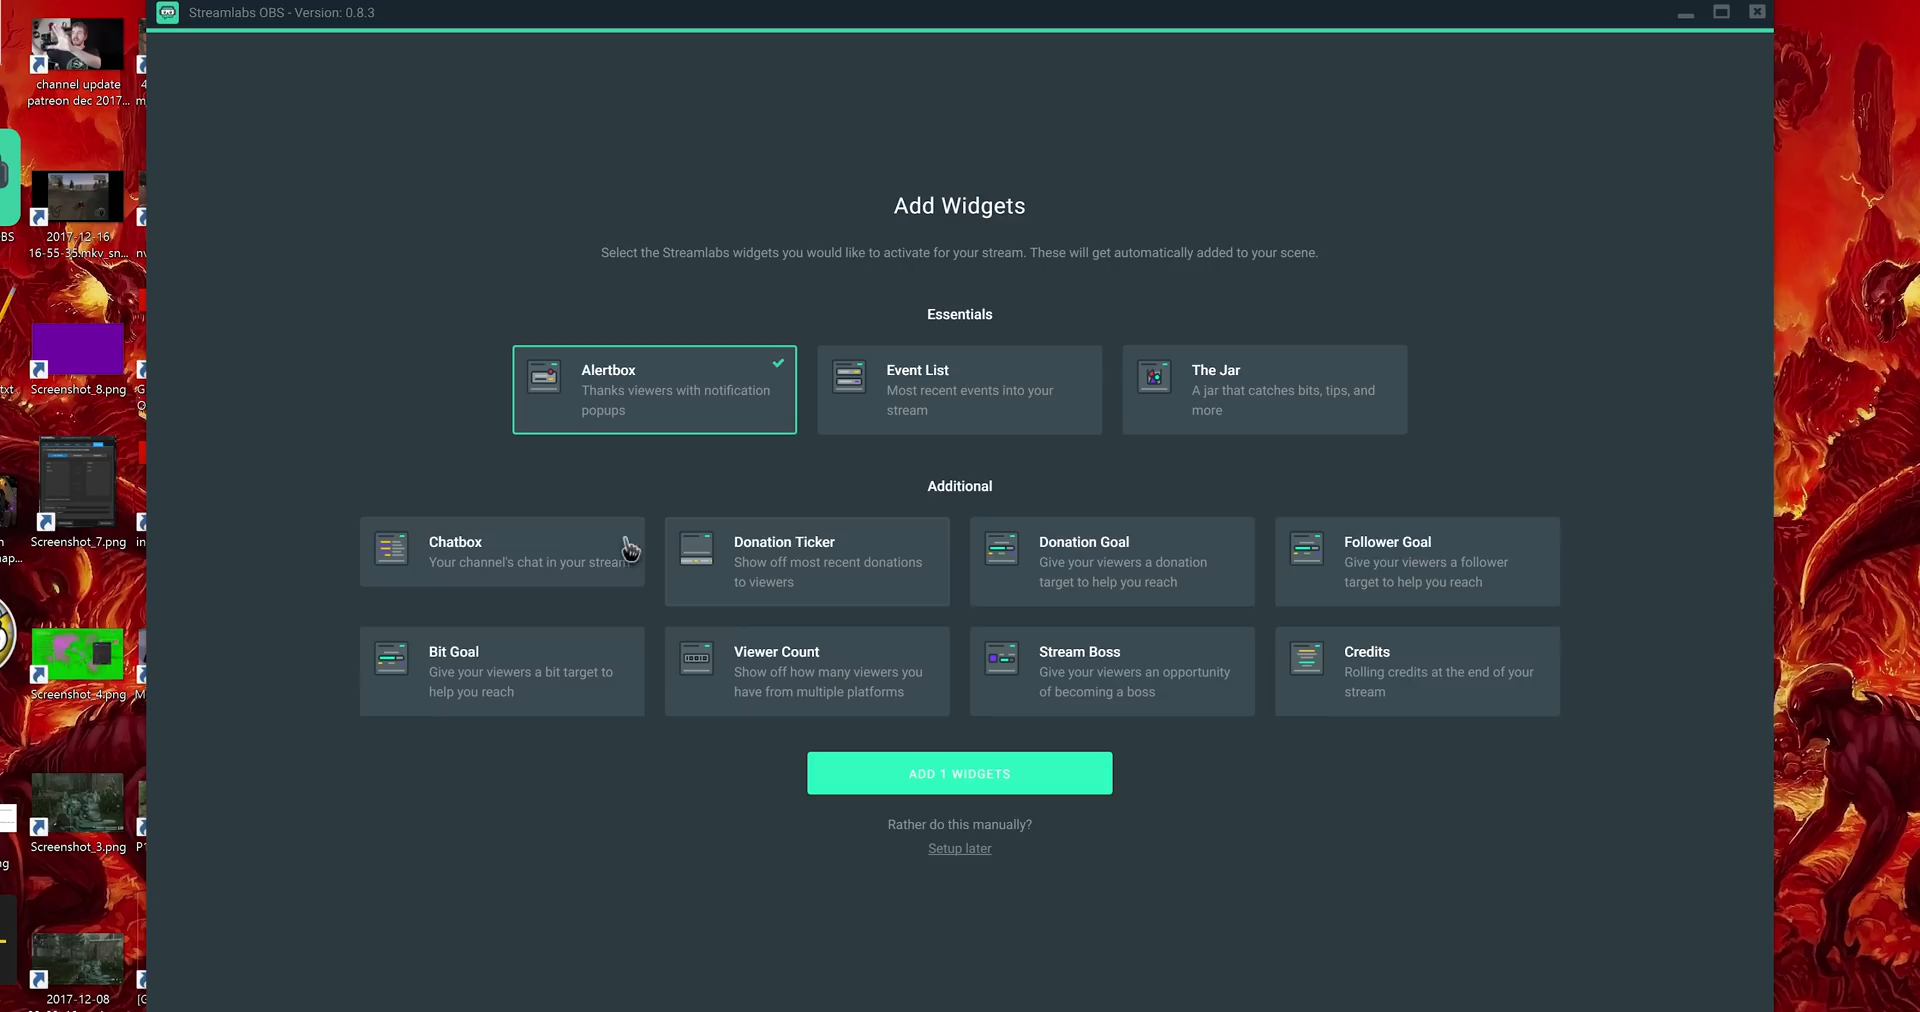 Streamlabs OBS - Version: 0.8.3
channel update
patreon dec 2017...
2017-12-16
16-55-35.mkv_sn...
Screenshot_8.png
Screenshot_7.png
Screenshot_4.png
Screenshot_3.png
2017-12-08
BS
txt
Add Widgets
Select the Streamlabs widgets you would like to activate for your stream. These will get automatically added to your scene.
Essentials
Alertbox
Thanks viewers with notification
popups
Event List
Most recent events into your
stream
The Jar
A jar that catches bits, tips, and
more
Additional
Chatbox
Your channel's chat in your stream
Donation Ticker
Show off most recent donations
to viewers
Donation Goal
Give your viewers a donation
target to help you reach
Follower Goal
Give your viewers a follower
target to help you reach
Bit Goal
Give your viewers a bit target to
help you reach
Viewer Count
Show off how many viewers you
have from multiple platforms
Stream Boss
Give your viewers an opportunity
of becoming a boss
Credits
Rolling credits at the end of your
stream
ADD 1 WIDGETS
Rather do this manually?
Setup later